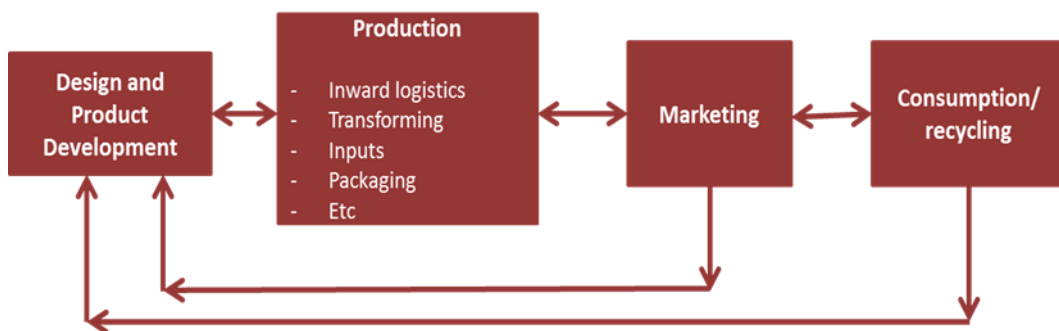 Design and
Product
Development
Production
- Inward logistics
- Transforming
- Inputs
- Packaging
- Etc
Marketing
Consumption/
recycling